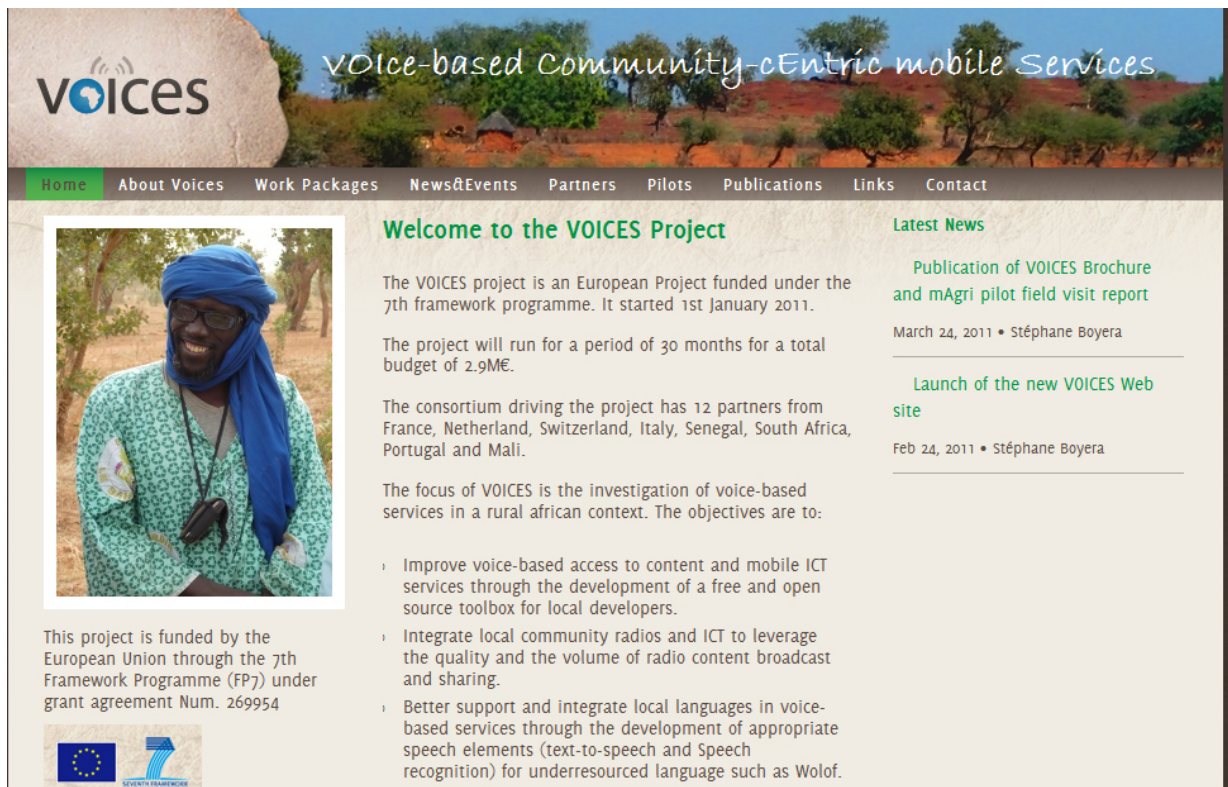 voices
VOIce-based Community-cEntric mobile Services
Home About Voices Work Packages News&Events Partners Pilots Publications Links Contact
This project is funded by the
European Union through the 7th
Framework Programme (FP7) under
grant agreement Num. 269954
SEVENTH FRAMEWORK
Welcome to the VOICES Project
The VOICES project is an European Project funded under the
7th framework programme. It started 1st January 2011.
The project will run for a period of 30 months for a total
budget of 2.9M€.
The consortium driving the project has 12 partners from
France, Netherland, Switzerland, Italy, Senegal, South Africa,
Portugal and Mali.
The focus of VOICES is the investigation of voice-based
services in a rural african context. The objectives are to:
Improve voice-based access to content and mobile ICT
services through the development of a free and open
source toolbox for local developers.
Integrate local community radios and ICT to leverage
the quality and the volume of radio content broadcast
and sharing.
Better support and integrate local languages in voice-
based services through the development of appropriate
speech elements (text-to-speech and Speech
recognition) for underresourced language such as Wolof.
Latest News
Publication of VOICES Brochure
and mAgri pilot field visit report
March 24, 2011 • Stéphane Boyera
Launch of the new VOICES Web
site
Feb 24, 2011 • Stéphane Boyera